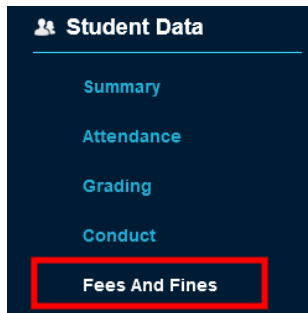 Student Data
Summary
Attendance
Grading
Conduct
Fees And Fines